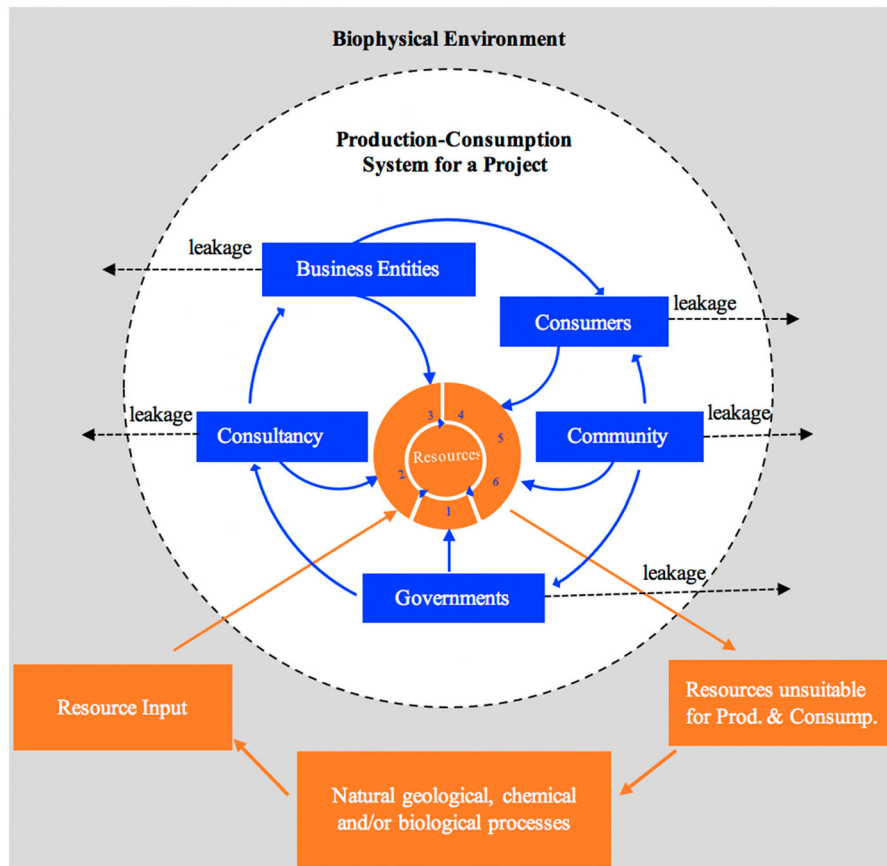 Biophysical Environment
Production-Consumption
System for a Project
leakage
Business Entities
leakage
Consumers
leakage
Consultancy
3
4
Resources
5
2
6
1
leakage
Community
leakage
Governments
Resource Input
Resources unsuitable
for Prod. & Consump.
Natural geological, chemical
and/or biological processes